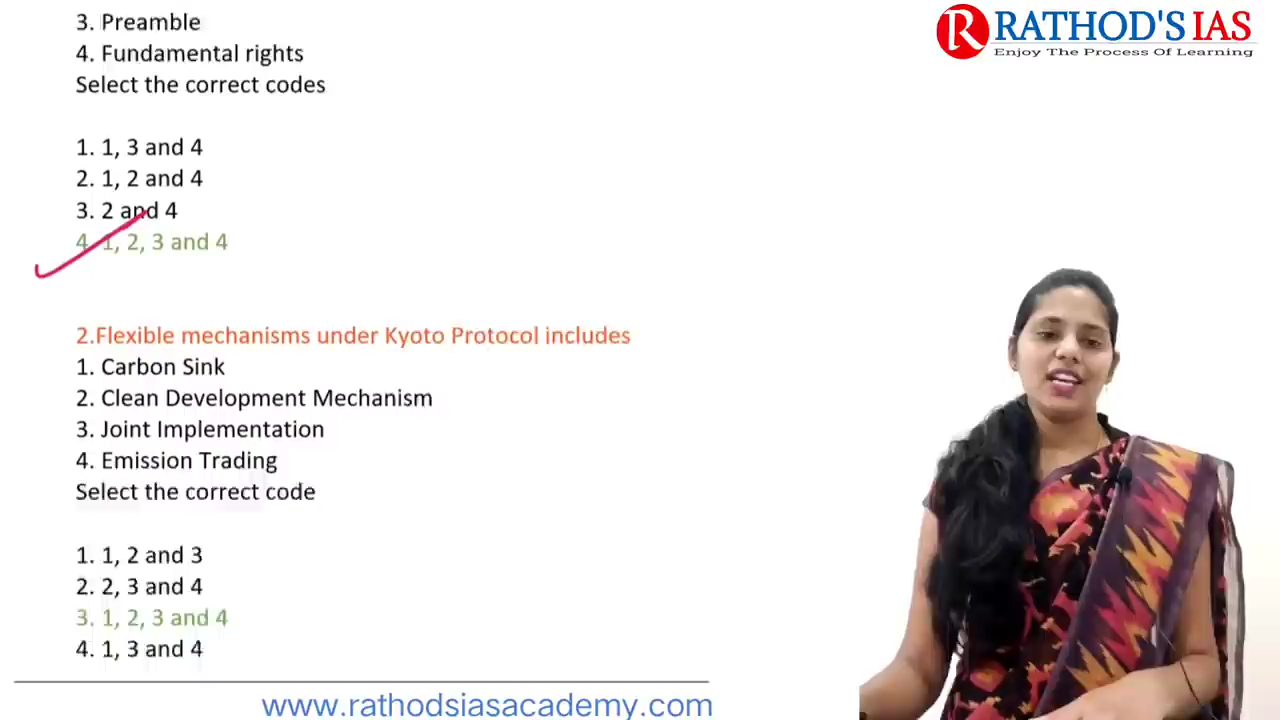 3. Preamble
4. Fundamental rights
Select the correct codes
1. 1, 3 and 4
2. 1, 2 and 4
3. 2 and 4
4. 1, 2, 3 and 4
2.Flexible mechanisms under Kyoto Protocol includes
1. Carbon Sink
2. Clean Development Mechanism
3. Joint Implementation
4. Emission Trading
Select the correct code
1. 1, 2 and 3
2. 2, 3 and 4
3. 1, 2, 3 and 4
4. 1, 3 and 4
www.rathodsiasacademy.com
R RATHOD'S IAS
Enjoy The Process Of Learning